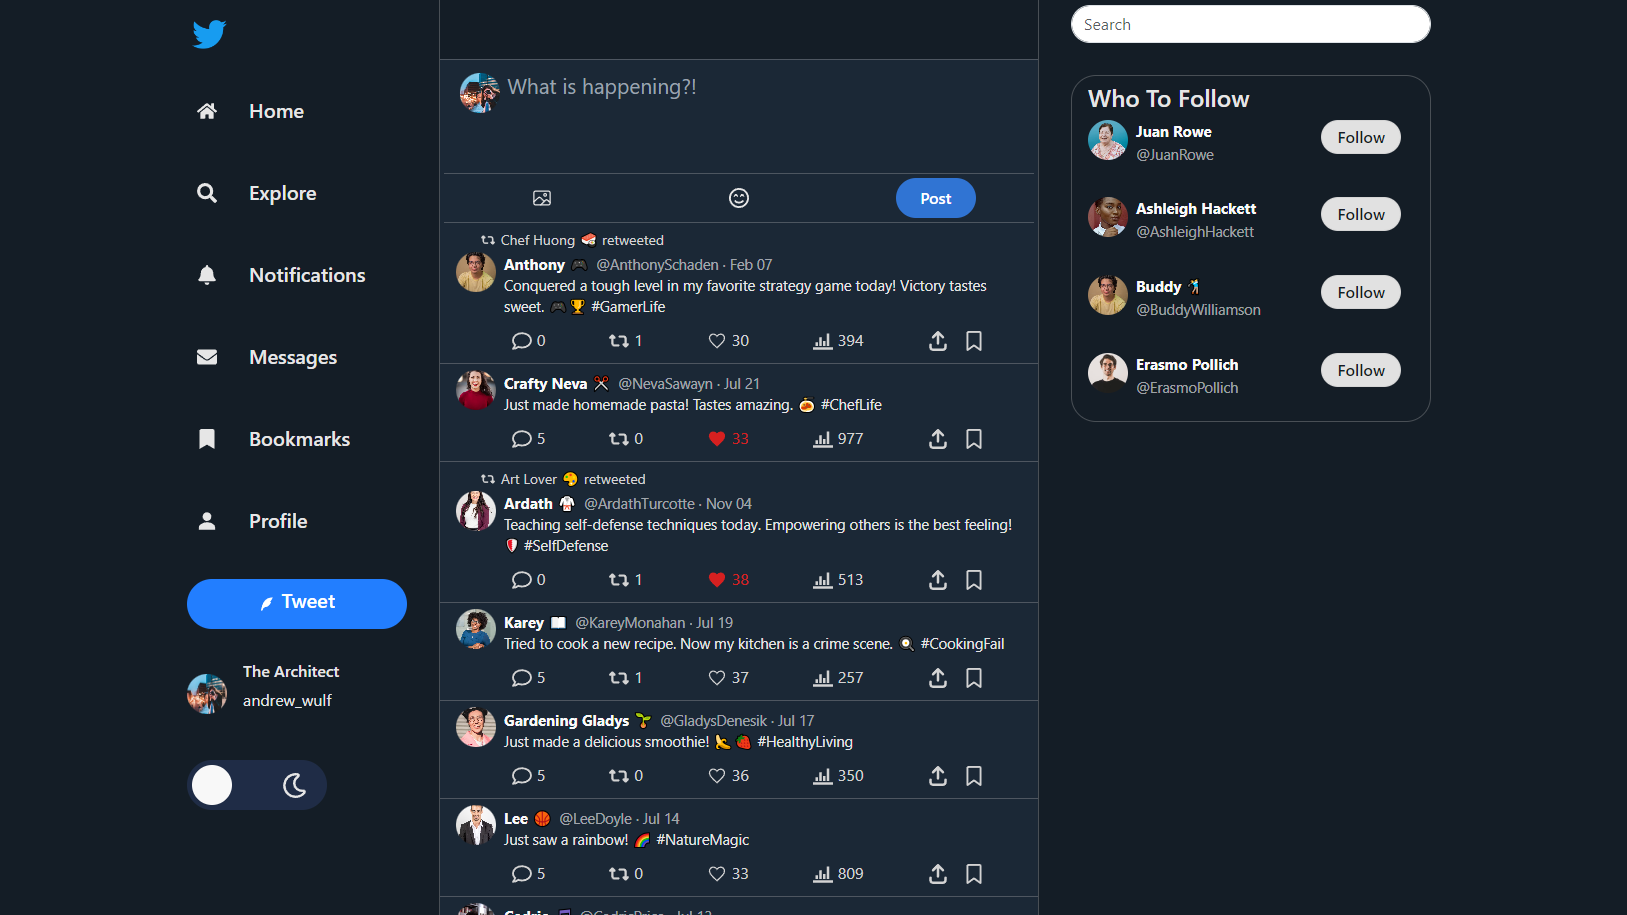 Home
Explore
Notifications
Messages
Bookmarks
Profile
Tweet
The Architect
andrew_wulf
What is happening?!
Post
Chef Huong 🍣 retweeted
Anthony 🎮 @AnthonySchaden · Feb 07
Conquered a tough level in my favorite strategy game today! Victory tastes
sweet. 🎮🏆 #GamerLife
0 1 30 394
Crafty Neva ✂️ @NevaSawayn · Jul 21
Just made homemade pasta! Tastes amazing. 🍝 #ChefLife
5 0 33 977
Art Lover 🎨 retweeted
Ardath 🥋 @ArdathTurcotte · Nov 04
Teaching self-defense techniques today. Empowering others is the best feeling!
🛡️ #SelfDefense
0 1 38 513
Karey 📖 @KareyMonahan · Jul 19
Tried to cook a new recipe. Now my kitchen is a crime scene. 🍳 #CookingFail
5 1 37 257
Gardening Gladys 🌱 @GladysDenesik · Jul 17
Just made a delicious smoothie! 🍌🍓 #HealthyLiving
5 0 36 350
Lee 🏀 @LeeDoyle · Jul 14
Just saw a rainbow! 🌈 #NatureMagic
5 0 33 809
Cedric 🎵 @CedricPrice · Jul 13
Search
Who To Follow
Juan Rowe
@JuanRowe
Follow
Ashleigh Hackett
@AshleighHackett
Follow
Buddy 🏌️
@BuddyWilliamson
Follow
Erasmo Pollich
@ErasmoPollich
Follow